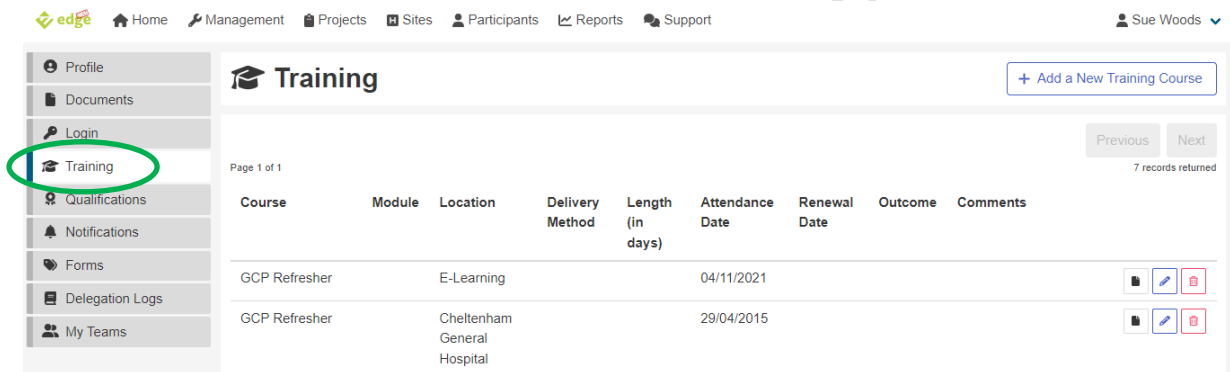 edge Home Management Projects Sites Participants Reports Support Sue Woods
Profile
Documents
Login
Training
Qualifications
Notifications
Forms
Delegation Logs
My Teams
Training
+ Add a New Training Course
Previous Next
Page 1 of 1 7 records returned
Course Module Location Delivery Method Length (in days) Attendance Date Renewal Date Outcome Comments
GCP Refresher E-Learning 04/11/2021
GCP Refresher Cheltenham General Hospital 29/04/2015